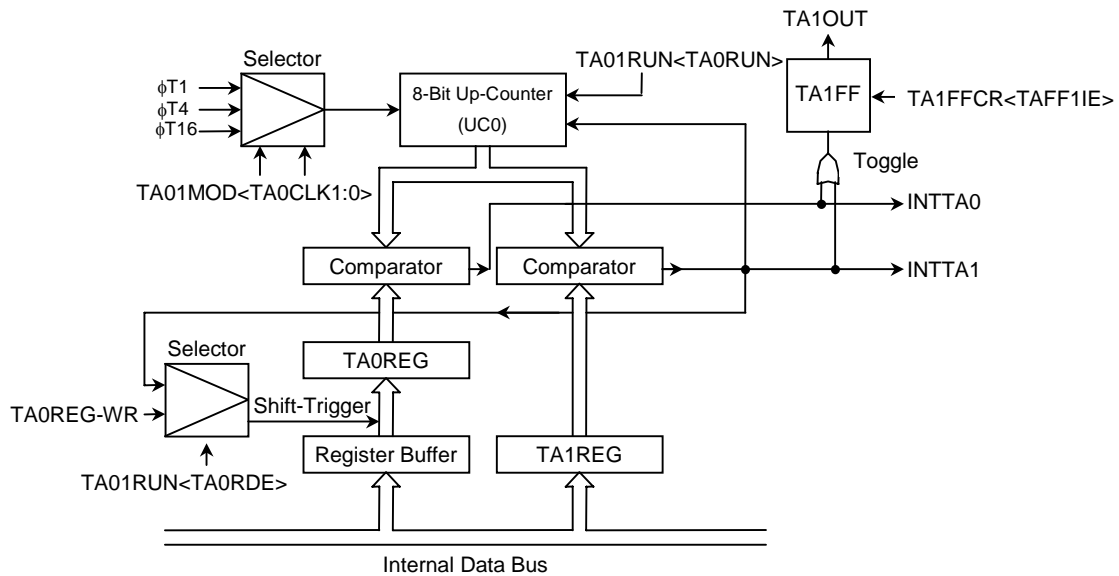 TA1OUT
Selector
TA01RUN<TA0RUN>
ϕT1
ϕT4
ϕT16
8-Bit Up-Counter
(UC0)
TA1FF
TA1FFCR<TAFF1IE>
Toggle
TA01MOD<TA0CLK1:0>
INTTA0
Comparator
Comparator
INTTA1
Selector
TA0REG
TA0REG-WR
Shift-Trigger
Register Buffer
TA1REG
TA01RUN<TA0RDE>
Internal Data Bus